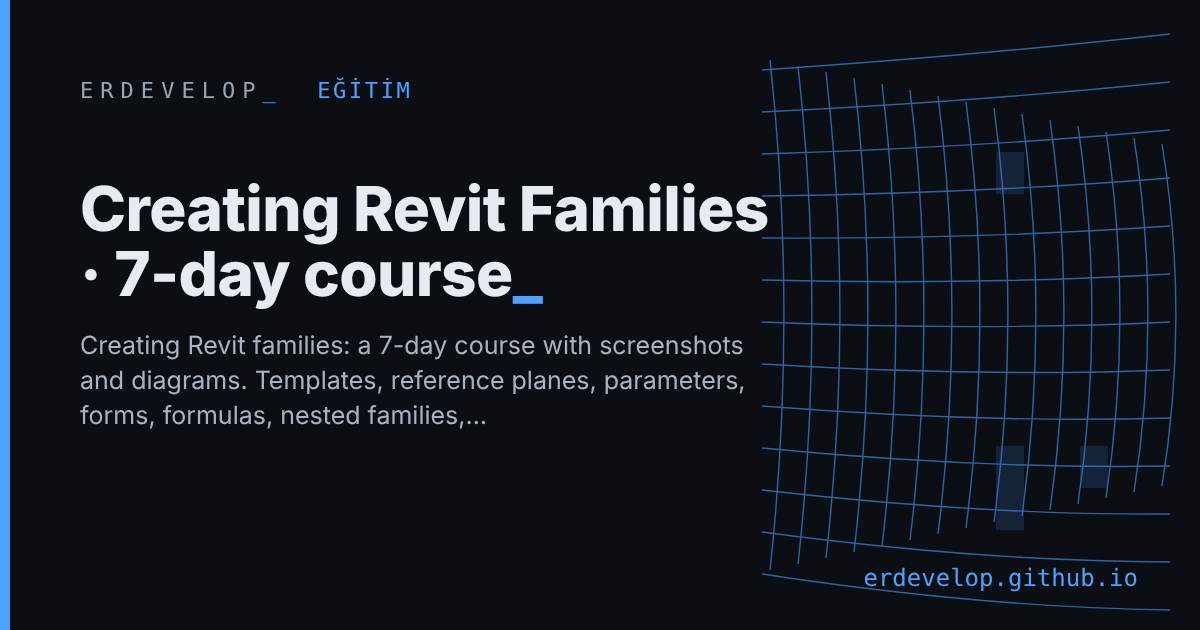 ERDEVELOP_ EĞİTİM
Creating Revit Families
· 7-day course_
Creating Revit families: a 7-day course with screenshots
and diagrams. Templates, reference planes, parameters,
forms, formulas, nested families,...
erdevelop.github.io